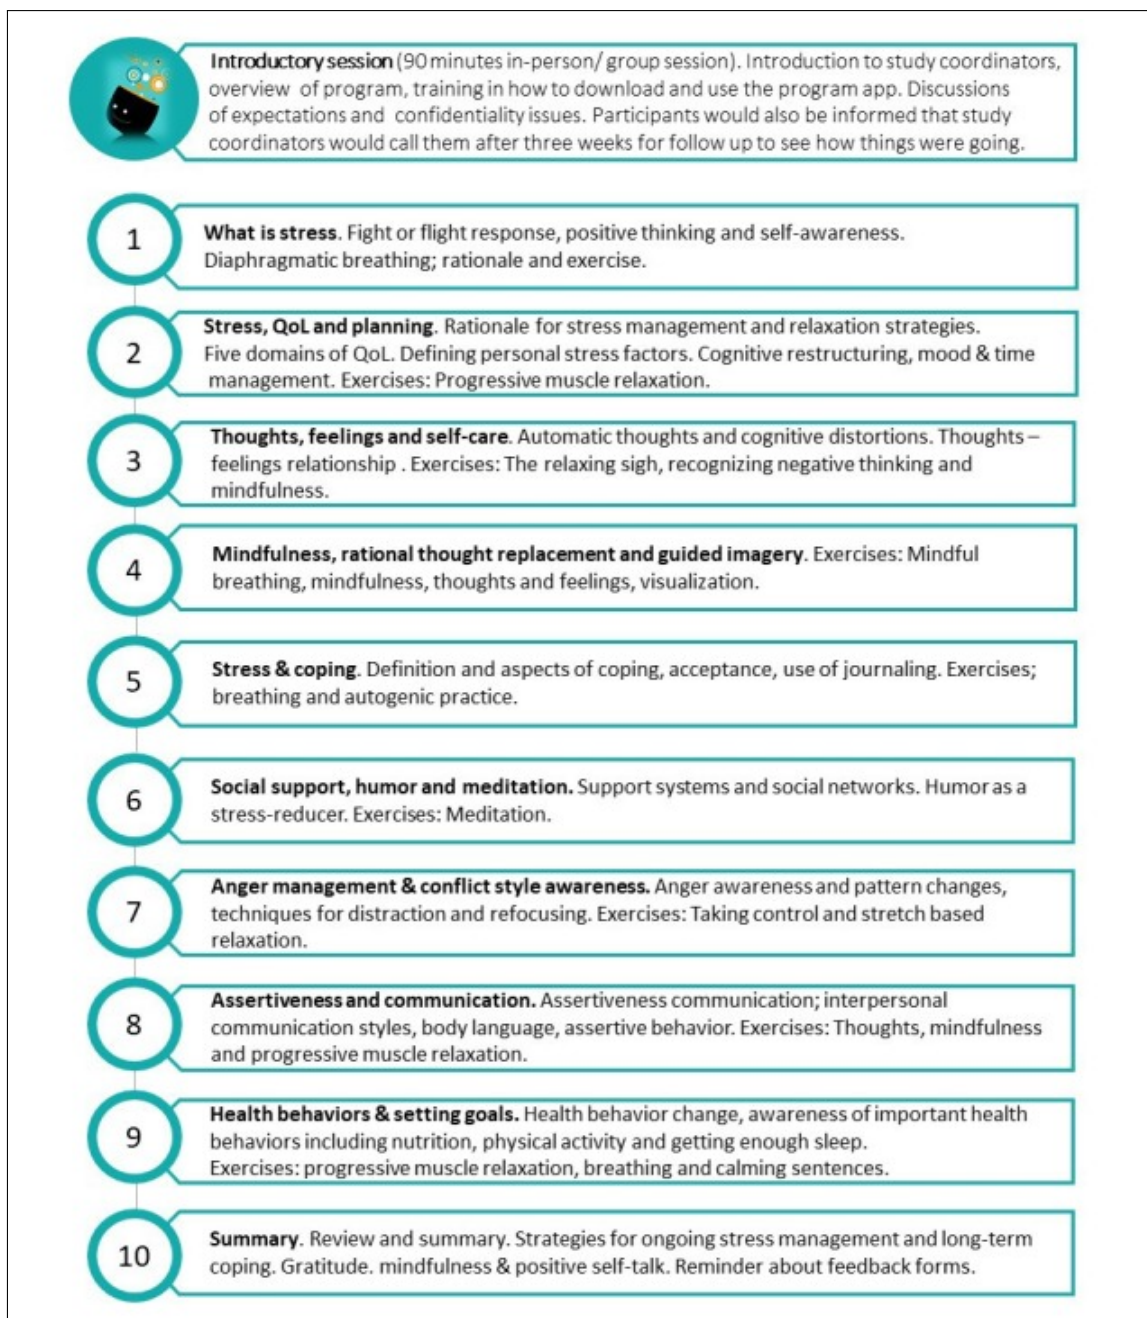 Introductory session (90 minutes in-person/ group session). Introduction to study coordinators,
overview of program, training in how to download and use the program app. Discussions
of expectations and confidentiality issues. Participants would also be informed that study
coordinators would call them after three weeks for follow up to see how things were going.
1
What is stress. Fight or flight response, positive thinking and self-awareness.
Diaphragmatic breathing; rationale and exercise.
2
Stress, QoL and planning. Rationale for stress management and relaxation strategies.
Five domains of QoL. Defining personal stress factors. Cognitive restructuring, mood & time
management. Exercises: Progressive muscle relaxation.
3
Thoughts, feelings and self-care. Automatic thoughts and cognitive distortions. Thoughts –
feelings relationship . Exercises: The relaxing sigh, recognizing negative thinking and
mindfulness.
4
Mindfulness, rational thought replacement and guided imagery. Exercises: Mindful
breathing, mindfulness, thoughts and feelings, visualization.
5
Stress & coping. Definition and aspects of coping, acceptance, use of journaling. Exercises;
breathing and autogenic practice.
6
Social support, humor and meditation. Support systems and social networks. Humor as a
stress-reducer. Exercises: Meditation.
7
Anger management & conflict style awareness. Anger awareness and pattern changes,
techniques for distraction and refocusing. Exercises: Taking control and stretch based
relaxation.
8
Assertiveness and communication. Assertiveness communication; interpersonal
communication styles, body language, assertive behavior. Exercises: Thoughts, mindfulness
and progressive muscle relaxation.
9
Health behaviors & setting goals. Health behavior change, awareness of important health
behaviors including nutrition, physical activity and getting enough sleep.
Exercises: progressive muscle relaxation, breathing and calming sentences.
10
Summary. Review and summary. Strategies for ongoing stress management and long-term
coping. Gratitude. mindfulness & positive self-talk. Reminder about feedback forms.